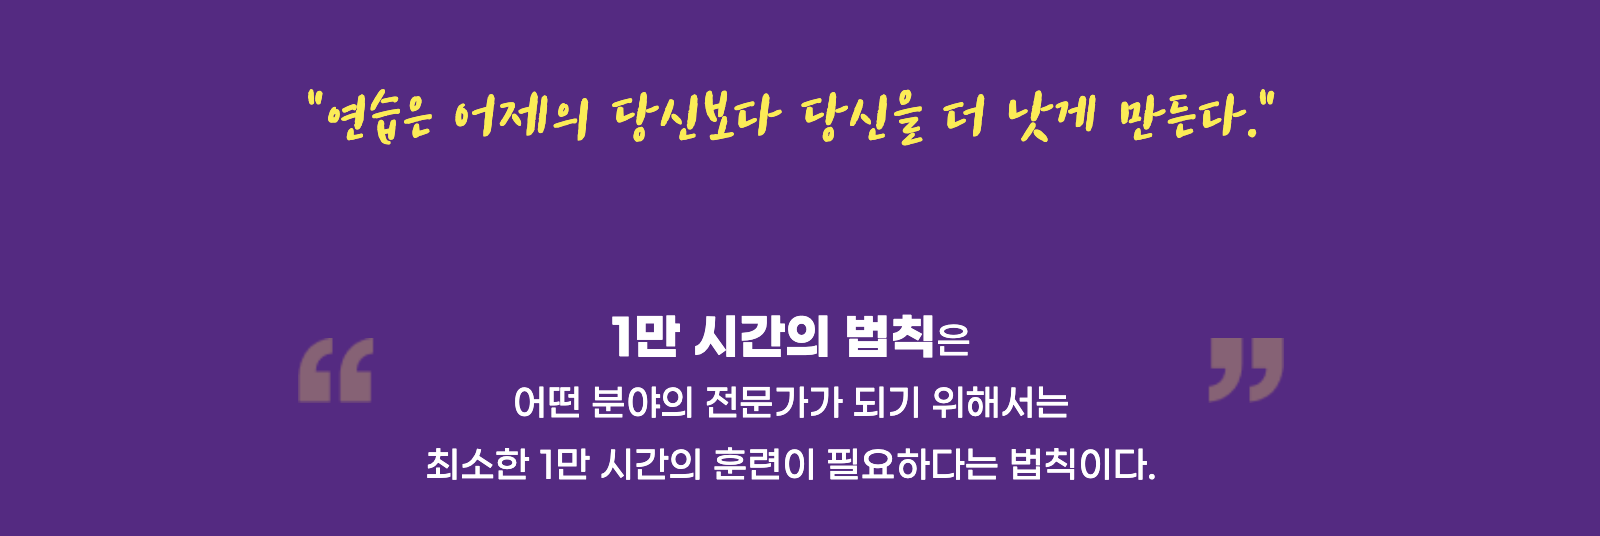 "연습은 어제의 당신보다 당신을 더 낫게 만든다."
“ 1만 시간의 법칙은 ”
어떤 분야의 전문가가 되기 위해서는
최소한 1만 시간의 훈련이 필요하다는 법칙이다.